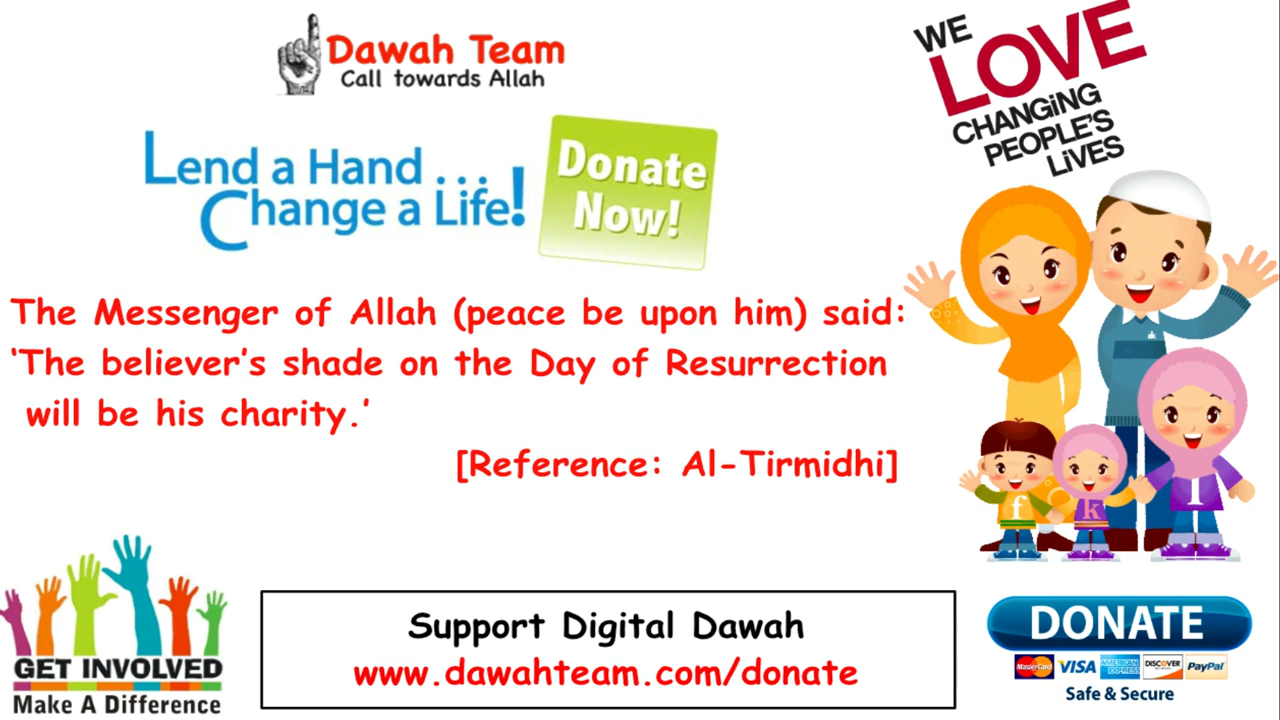 Dawah Team
Call towards Allah
WE
LOVE
CHANGiNG
PEOPLE'S
LiVES
Lend a Hand . . .
Change a Life!
Donate
Now!
The Messenger of Allah (peace be upon him) said:
‘The believer’s shade on the Day of Resurrection
will be his charity.’
[Reference: Al-Tirmidhi]
f
k
l
GET INVOLVED
Make A Difference
Support Digital Dawah
www.dawahteam.com/donate
DONATE
MasterCard VISA AMERICAN EXPRESS DISCOVER NETWORK PayPal
Safe & Secure